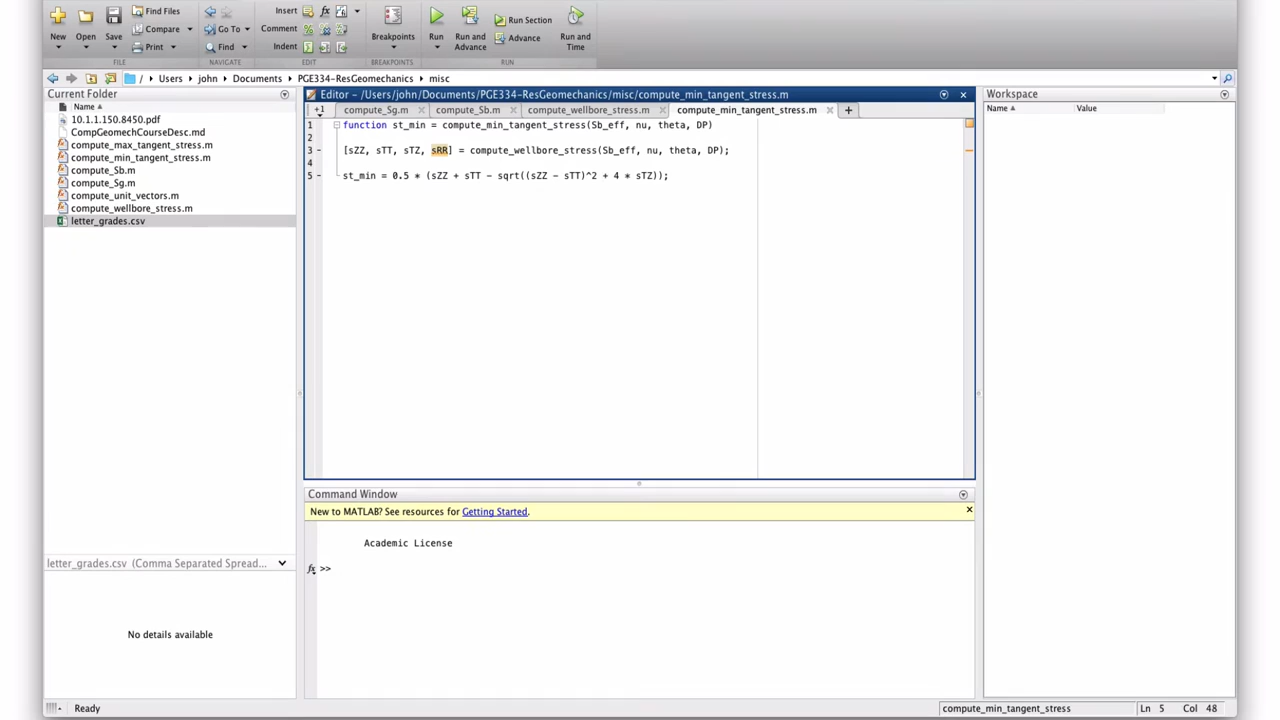 New
Open
Save
Find Files
Compare
Print
FILE
Go To
Find
NAVIGATE
Insert fx
Comment
Indent
EDIT
Breakpoints
BREAKPOINTS
Run
Run and Advance
Run Section
Advance
Run and Time
RUN
/ Users john Documents PGE334-ResGeomechanics misc
Current Folder
Name
10.1.1.150.8450.pdf
CompGeomechCourseDesc.md
compute_max_tangent_stress.m
compute_min_tangent_stress.m
compute_Sb.m
compute_Sg.m
compute_unit_vectors.m
compute_wellbore_stress.m
letter_grades.csv
letter_grades.csv (Comma Separated Spread...
No details available
Editor – /Users/john/Documents/PGE334-ResGeomechanics/misc/compute_min_tangent_stress.m
+1 compute_Sg.m compute_Sb.m compute_wellbore_stress.m compute_min_tangent_stress.m
1 function st_min = compute_min_tangent_stress(Sb_eff, nu, theta, DP)
2
3 – [sZZ, sTT, sTZ, sRR] = compute_wellbore_stress(Sb_eff, nu, theta, DP);
4
5 – st_min = 0.5 * (sZZ + sTT – sqrt((sZZ – sTT)^2 + 4 * sTZ));
Command Window
New to MATLAB? See resources for Getting Started.
Academic License
fx >>
Workspace
Name Value
Ready
compute_min_tangent_stress Ln 5 Col 48